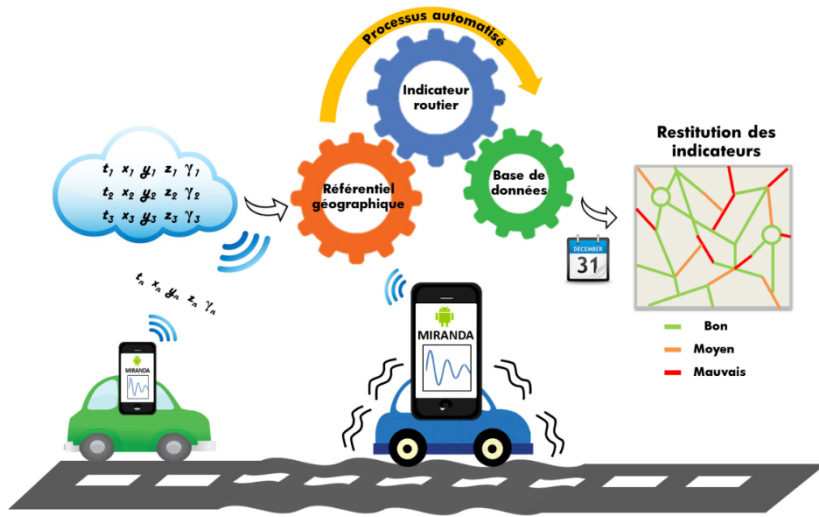 Processus automatisé
Indicateur
routier
Référentiel
géographique
Base de
données
t₁ x₁ y₁ z₁ γ₁
t₂ x₂ y₂ z₂ γ₂
t₃ x₃ y₃ z₃ γ₃
tₙ xₙ yₙ zₙ γₙ
DECEMBER
31
Restitution des
indicateurs
Bon
Moyen
Mauvais
MIRANDA
MIRANDA